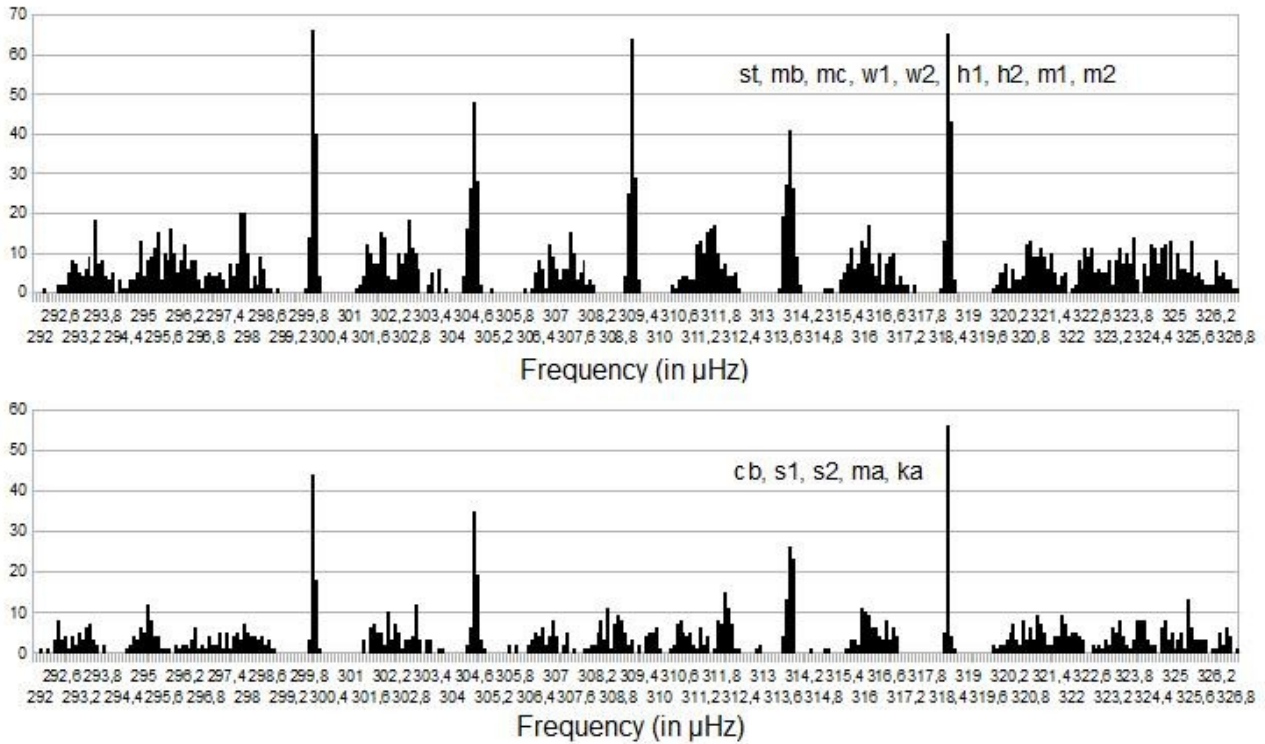 70
60
st, mb, mc, w1, w2, h1, h2, m1, m2
50
40
30
20
10
0
292,6 293,8 295 296,2 297,4 298,6 299,8 301 302,2 303,4 304,6 305,8 307 308,2 309,4 310,6 311,8 313 314,2 315,4 316,6 317,8 319 320,2 321,4 322,6 323,8 325 326,2
292 293,2 294,4 295,6 296,8 298 299,2 300,4 301,6 302,8 304 305,2 306,4 307,6 308,8 310 311,2 312,4 313,6 314,8 316 317,2 318,4 319,6 320,8 322 323,2 324,4 325,6 326,8
Frequency (in µHz)
60
50
cb, s1, s2, ma, ka
40
30
20
10
0
292,6 293,8 295 296,2 297,4 298,6 299,8 301 302,2 303,4 304,6 305,8 307 308,2 309,4 310,6 311,8 313 314,2 315,4 316,6 317,8 319 320,2 321,4 322,6 323,8 325 326,2
292 293,2 294,4 295,6 296,8 298 299,2 300,4 301,6 302,8 304 305,2 306,4 307,6 308,8 310 311,2 312,4 313,6 314,8 316 317,2 318,4 319,6 320,8 322 323,2 324,4 325,6 326,8
Frequency (in µHz)